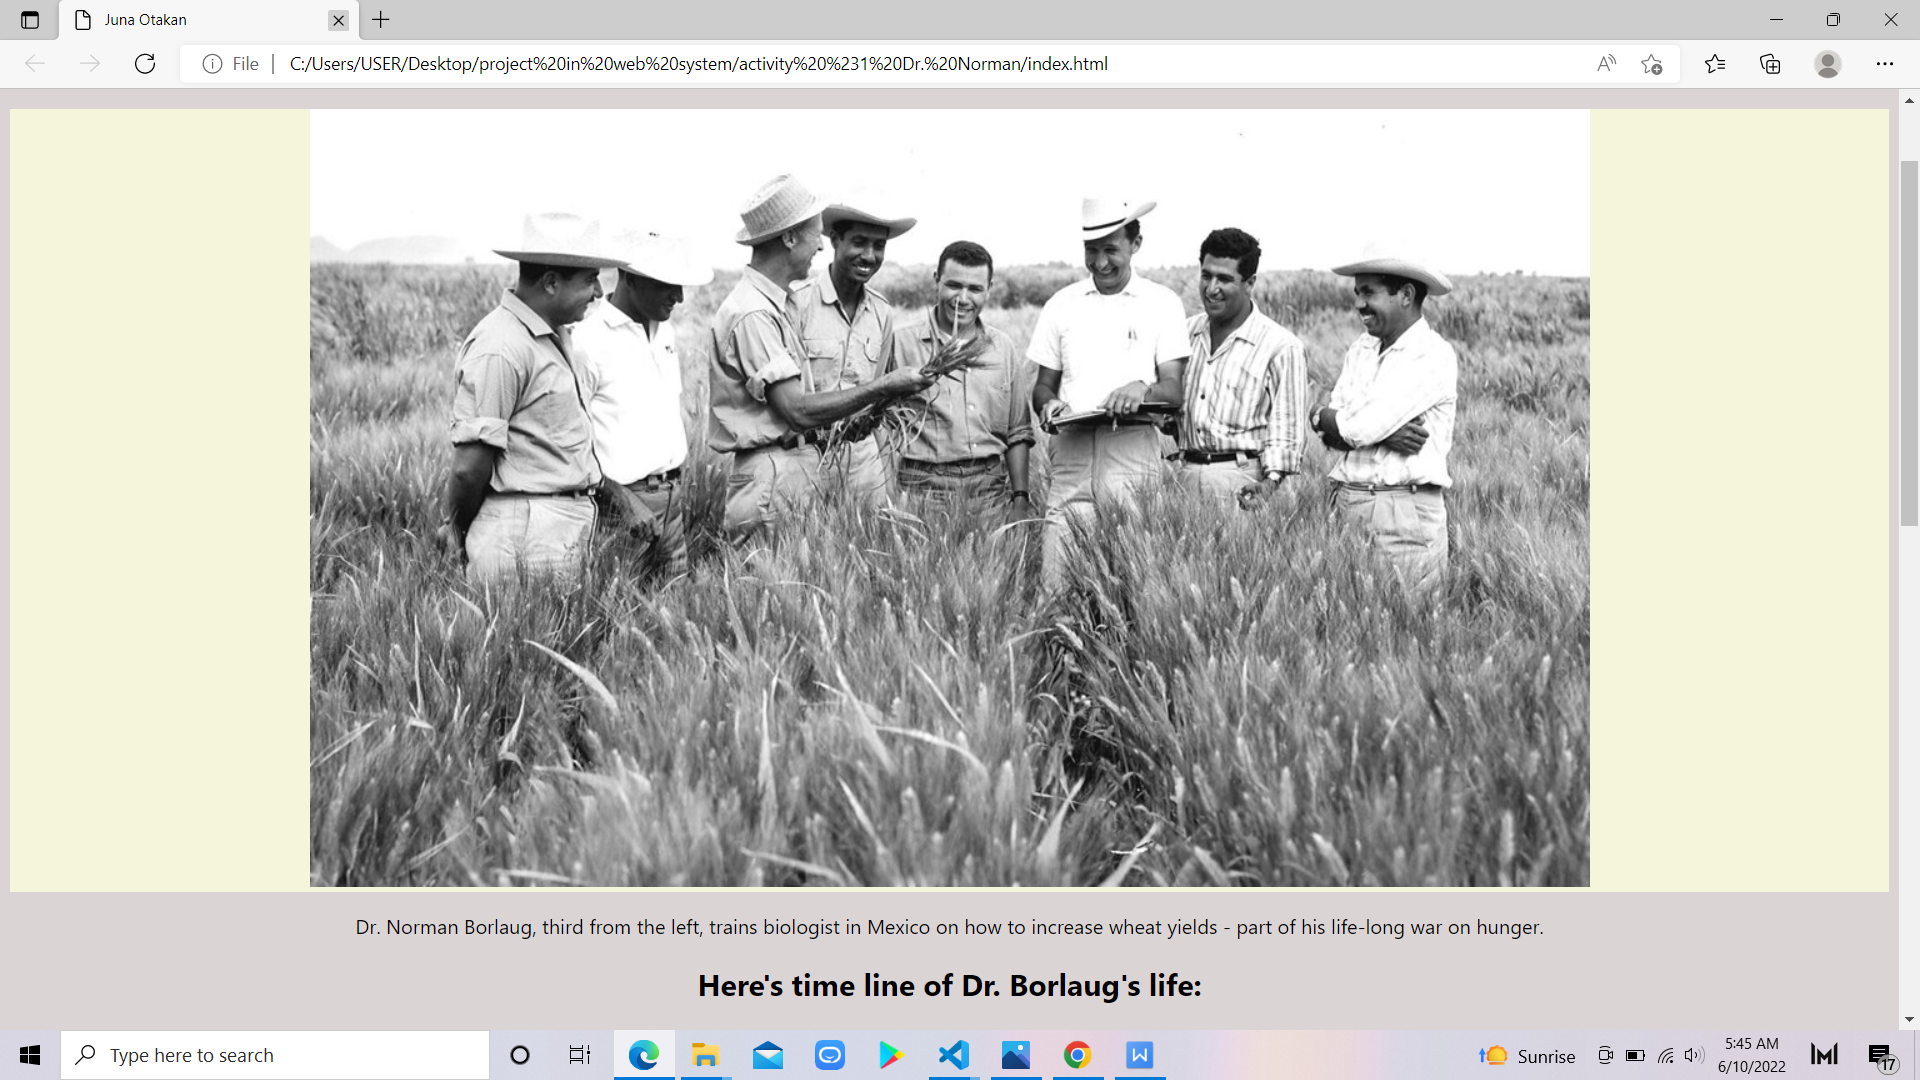 Juna Otakan
File
C:/Users/USER/Desktop/project%20in%20web%20system/activity%20%231%20Dr.%20Norman/index.html
Dr. Norman Borlaug, third from the left, trains biologist in Mexico on how to increase wheat yields - part of his life-long war on hunger.
Here's time line of Dr. Borlaug's life:
Type here to search
Sunrise
5:45 AM
6/10/2022
17